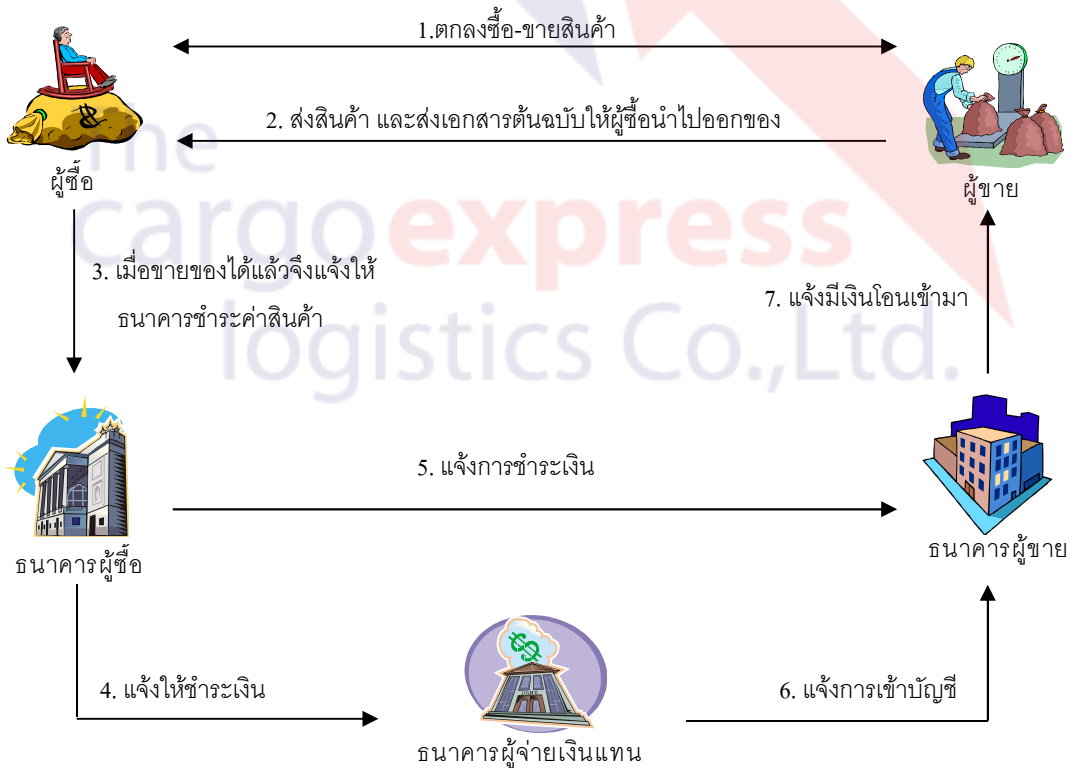 1.ตกลงซื้อ-ขายสินค้า
2. ส่งสินค้า และส่งเอกสารต้นฉบับให้ผู้ซื้อนำไปออกของ
ผู้ซื้อ
ผู้ขาย
The
cargoexpress
logistics Co.,Ltd.
3. เมื่อขายของได้แล้วจึงแจ้งให้
ธนาคารชำระค่าสินค้า
7. แจ้งมีเงินโอนเข้ามา
5. แจ้งการชำระเงิน
ธนาคารผู้ซื้อ
ธนาคารผู้ขาย
4. แจ้งให้ชำระเงิน
6. แจ้งการเข้าบัญชี
ธนาคารผู้จ่ายเงินแทน